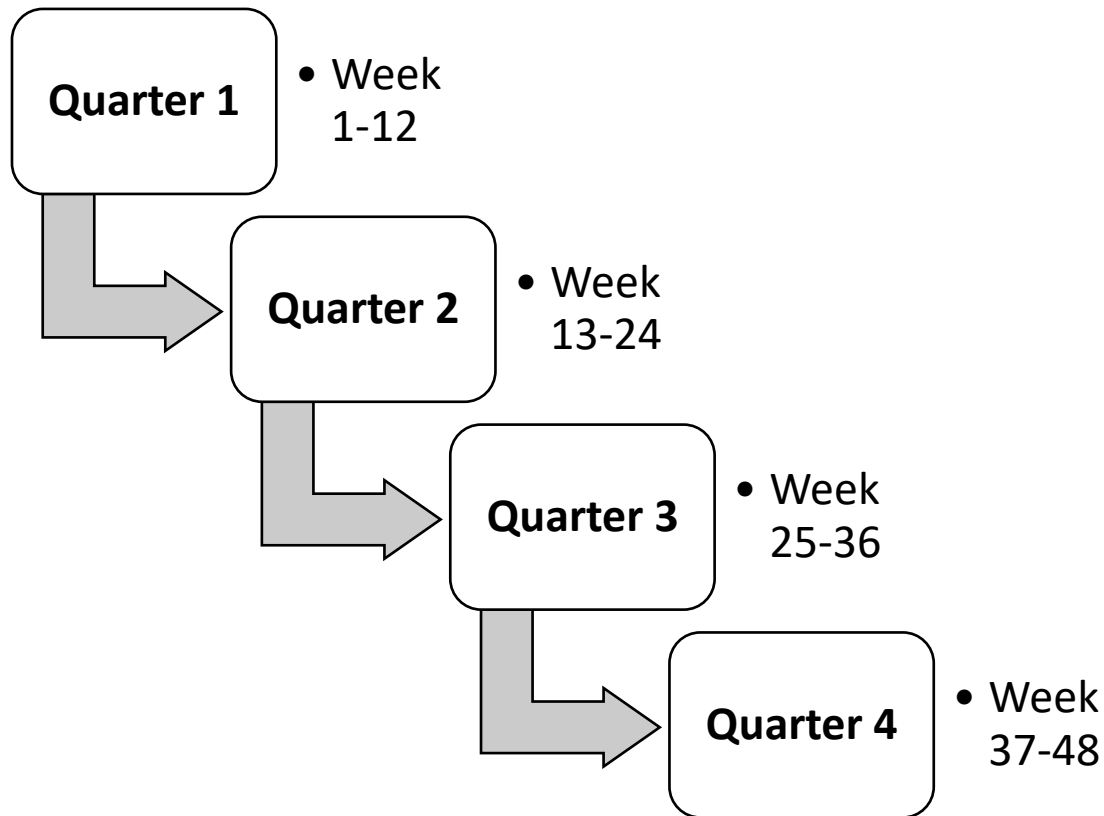 Quarter 1
• Week
1-12
Quarter 2
• Week
13-24
Quarter 3
• Week
25-36
Quarter 4
• Week
37-48